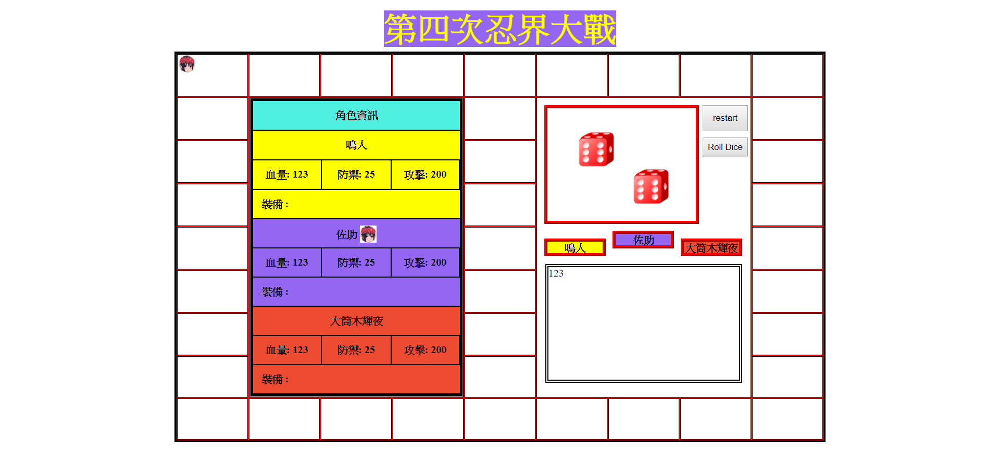 第四次忍界大戰
角色資訊
鳴人
血量: 123 防禦: 25 攻擊: 200
裝備 :
佐助
血量: 123 防禦: 25 攻擊: 200
裝備 :
大筒木輝夜
血量: 123 防禦: 25 攻擊: 200
裝備 :
restart
Roll Dice
鳴人 佐助 大筒木輝夜
123